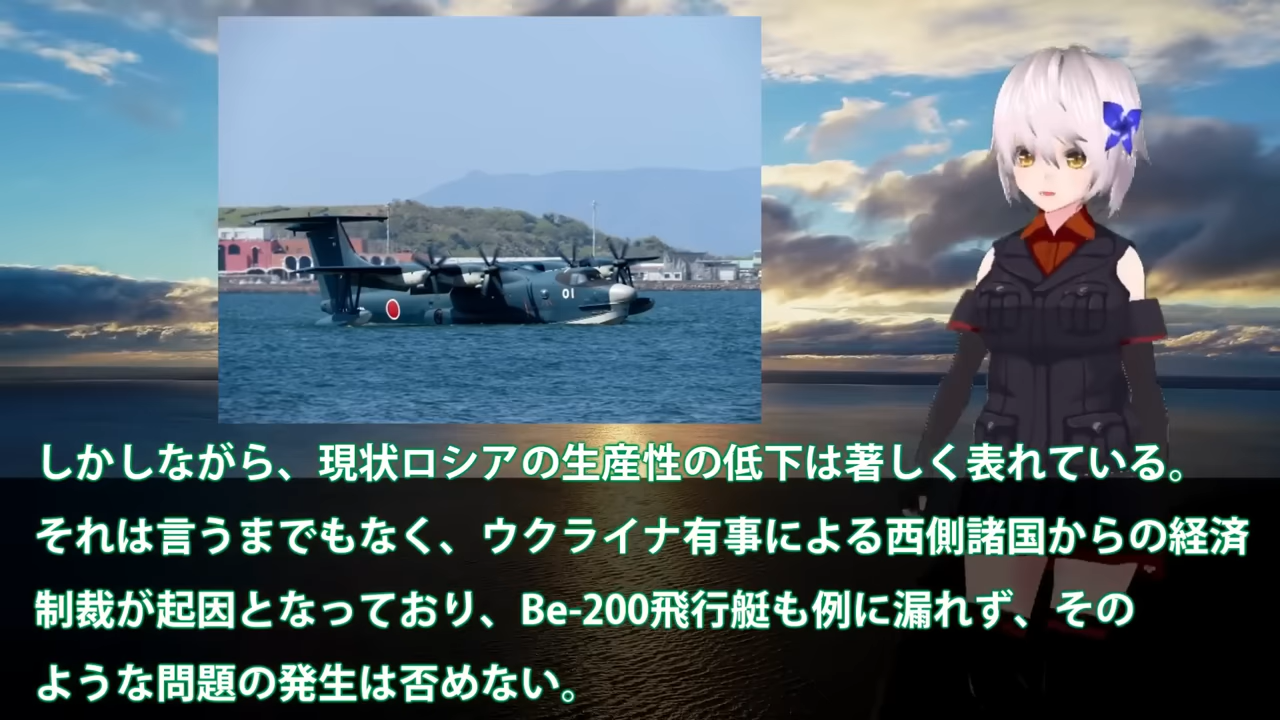 01
しかしながら、現状ロシアの生産性の低下は著しく表れている。
それは言うまでもなく、ウクライナ有事による西側諸国からの経済
制裁が起因となっており、Be-200飛行艇も例に漏れず、その
ような問題の発生は否めない。